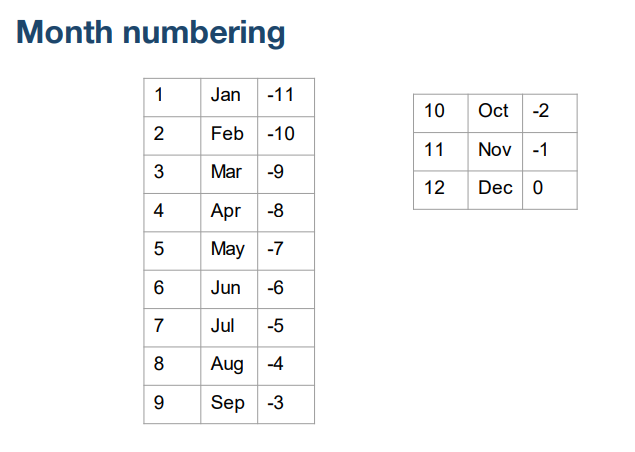 Month numbering
1 Jan -11
2 Feb -10
3 Mar -9
4 Apr -8
5 May -7
6 Jun -6
7 Jul -5
8 Aug -4
9 Sep -3
10 Oct -2
11 Nov -1
12 Dec 0